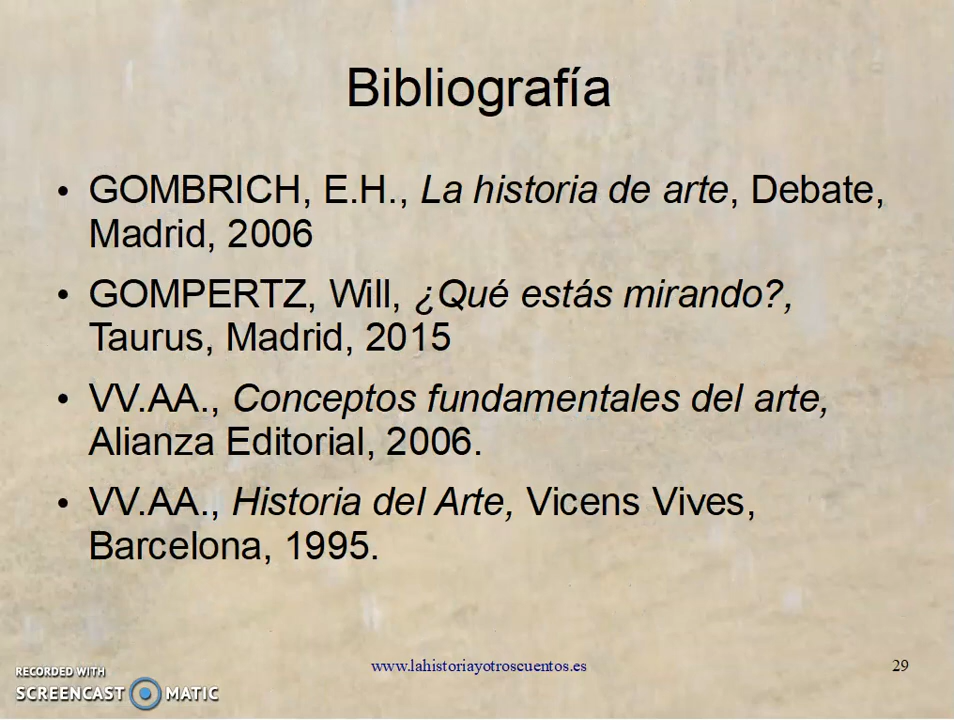 Bibliografía
• GOMBRICH, E.H., La historia de arte, Debate,
Madrid, 2006
• GOMPERTZ, Will, ¿Qué estás mirando?,
Taurus, Madrid, 2015
• VV.AA., Conceptos fundamentales del arte,
Alianza Editorial, 2006.
• VV.AA., Historia del Arte, Vicens Vives,
Barcelona, 1995.
www.lahistoriayotroscuentos.es
29
RECORDED WITH
SCREENCAST MATIC